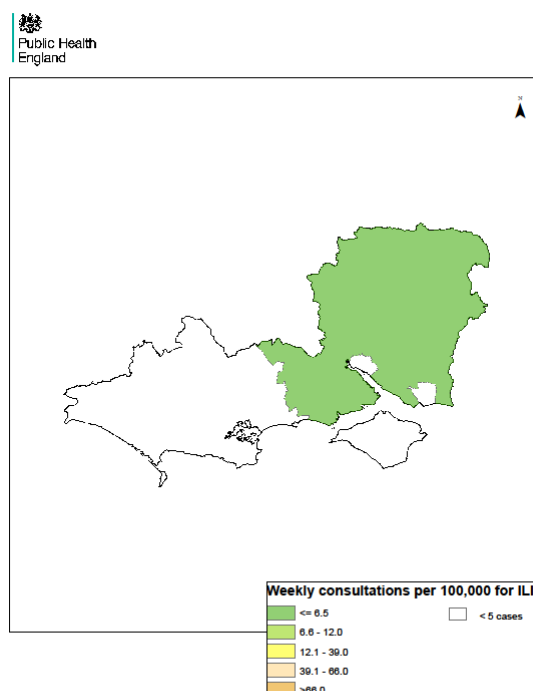 Public Health
England
N
Weekly consultations per 100,000 for ILI
<= 6.5
< 5 cases
6.6 - 12.0
12.1 - 39.0
39.1 - 66.0
>66.0